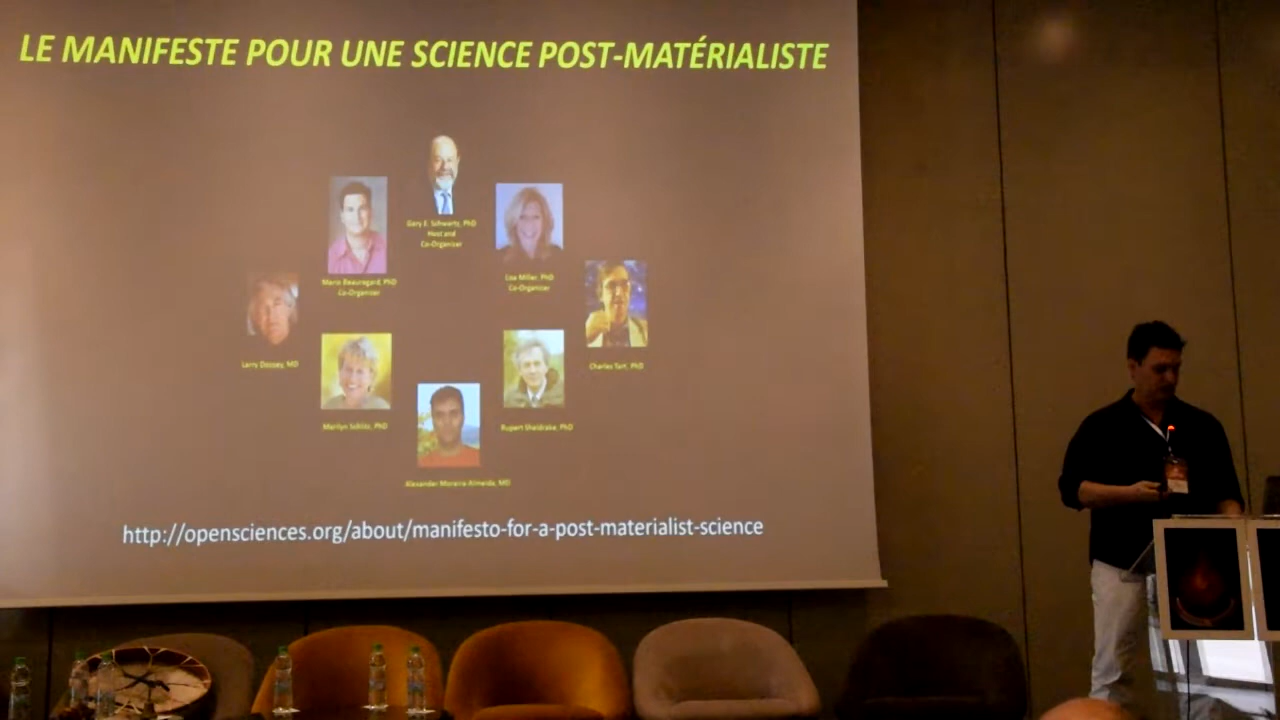 LE MANIFESTE POUR UNE SCIENCE POST-MATÉRIALISTE
Gary E. Schwartz, PhD
Host and
Co-Organizer
Mario Beauregard, PhD
Co-Organizer
Lisa Miller, PhD
Co-Organizer
Larry Dossey, MD
Charles Tart, PhD
Marilyn Schlitz, PhD
Rupert Sheldrake, PhD
Alexander Moreira Almeida, MD
http://opensciences.org/about/manifesto-for-a-post-materialist-science